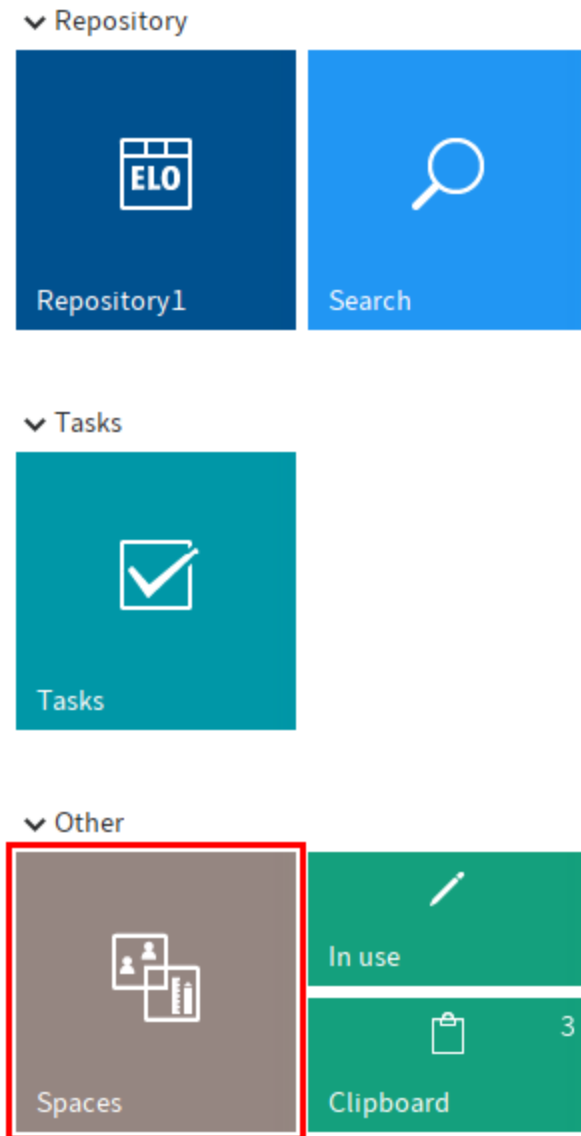 Repository
ELO
Repository1
Search
Tasks
Tasks
Other
Spaces
In use
3
Clipboard